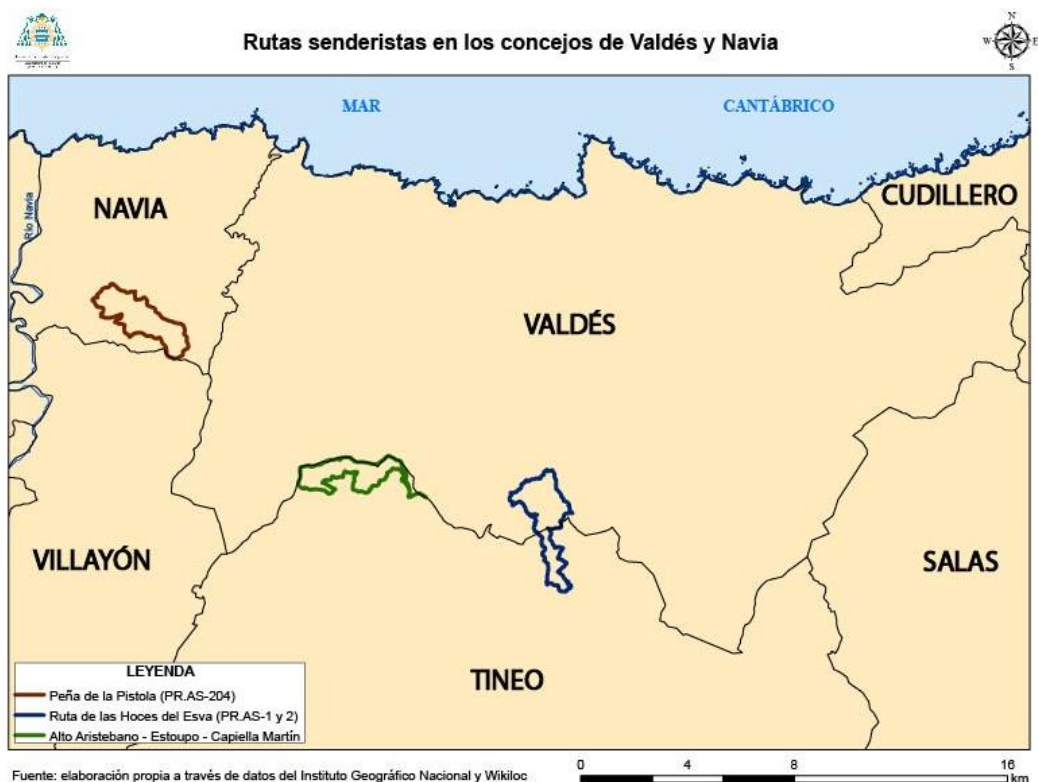 Rutas senderistas en los concejos de Valdés y Navia
N
W E
S
MAR CANTÁBRICO
CUDILLERO
NAVIA
Río Navia
VALDÉS
VILLAYÓN
SALAS
TINEO
LEYENDA
Peña de la Pistola (PR.AS-204)
Ruta de las Hoces del Esva (PR.AS-1 y 2)
Alto Aristebano - Estoupo - Capiella Martín
Fuente: elaboración propia a través de datos del Instituto Geográfico Nacional y Wikiloc
0 4 8 16
km